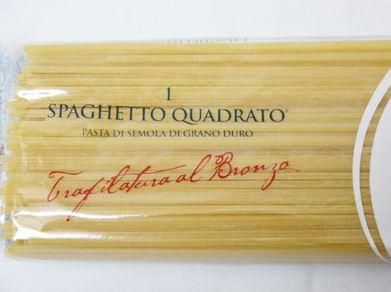 1
SPAGHETTO QUADRATO®
PASTA DI SEMOLA DI GRANO DURO
Trafilatura al Bronzo